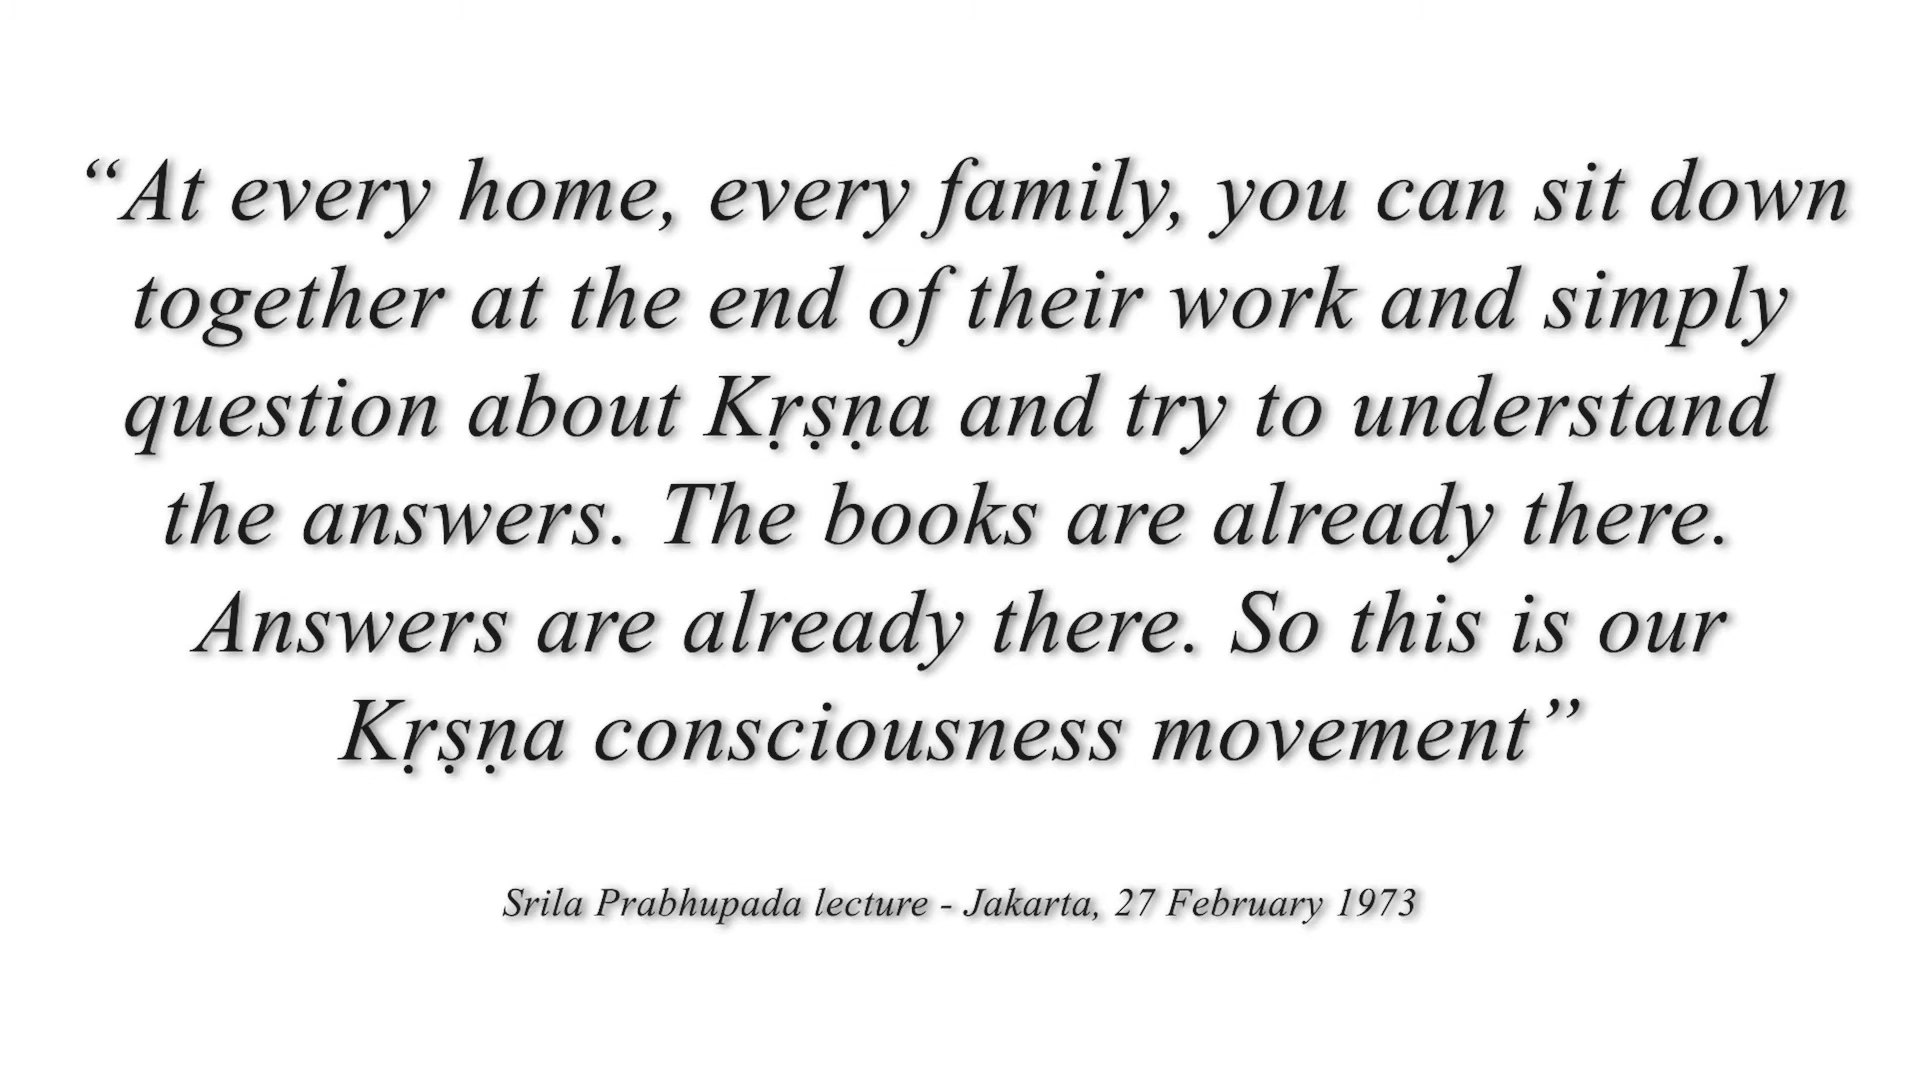 “At every home, every family, you can sit down
together at the end of their work and simply
question about Kṛṣṇa and try to understand
the answers. The books are already there.
Answers are already there. So this is our
Kṛṣṇa consciousness movement”
Srila Prabhupada lecture - Jakarta, 27 February 1973